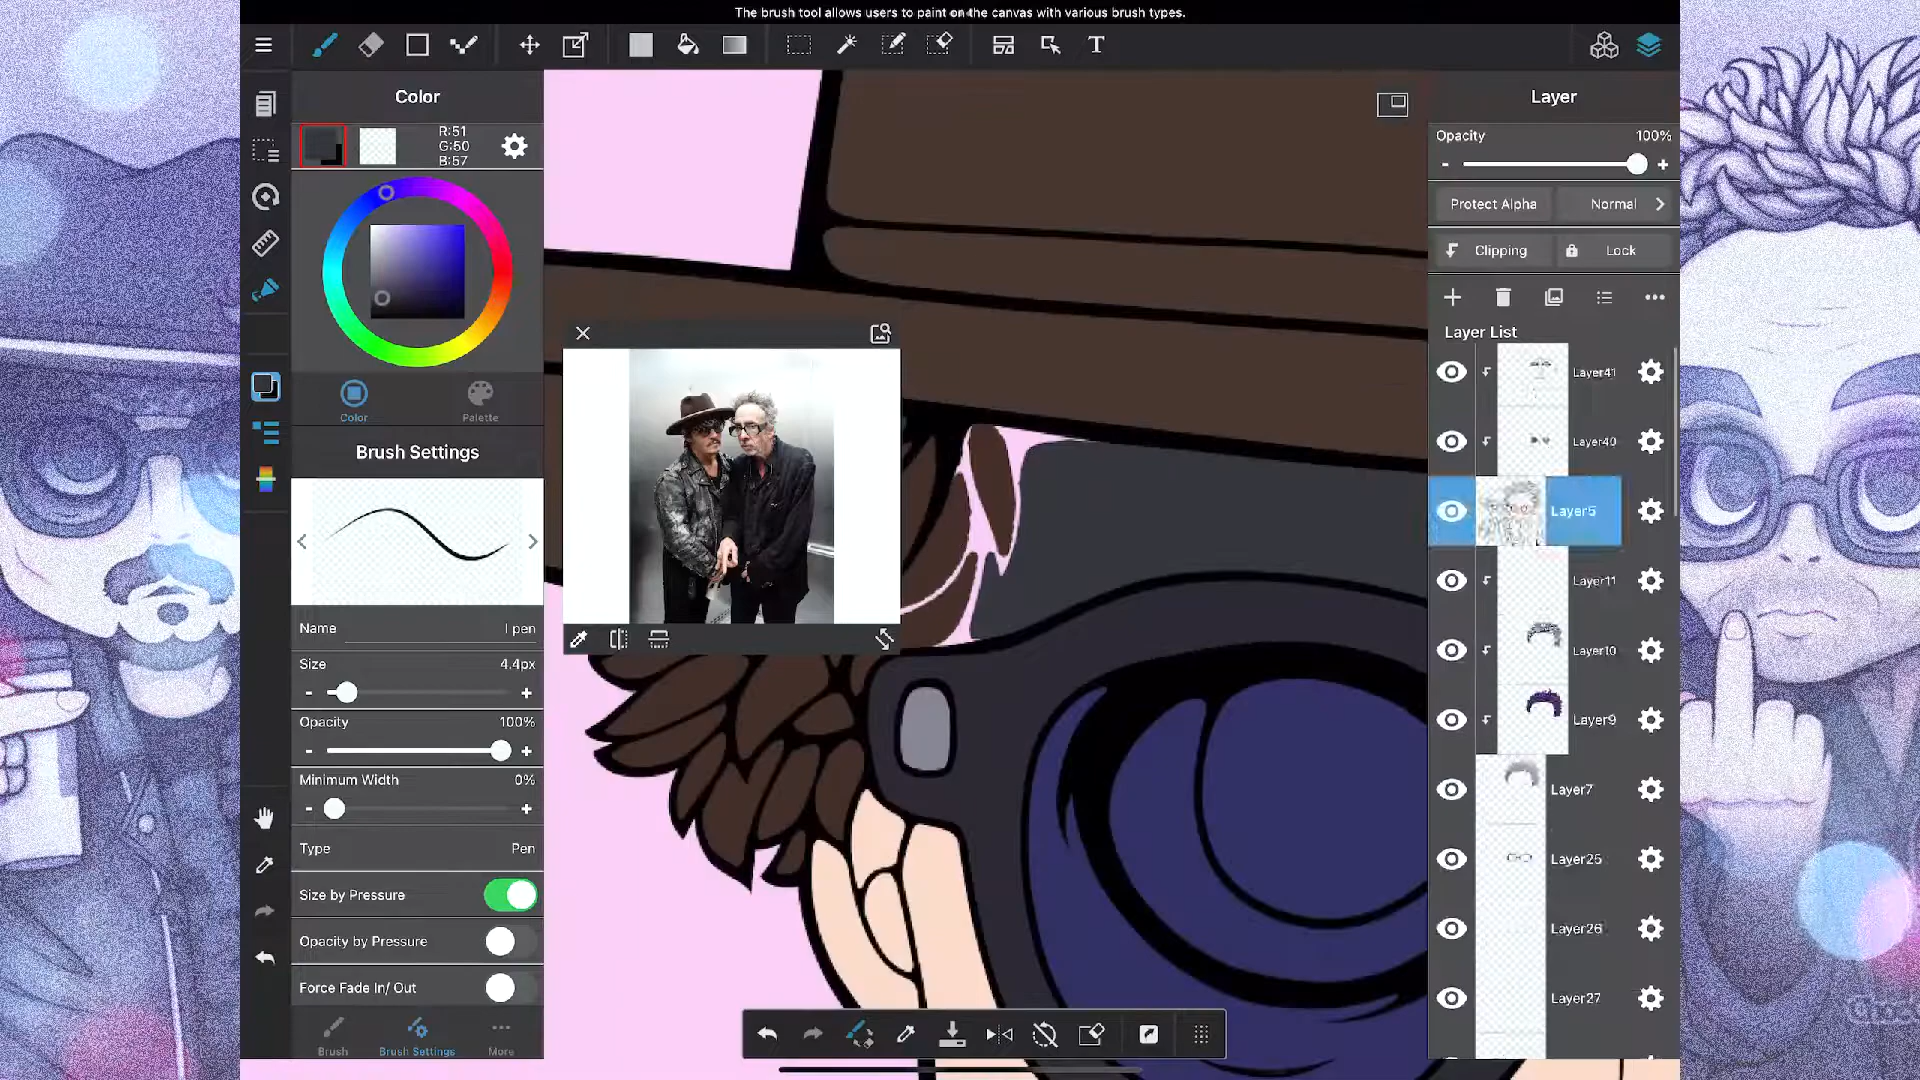 The brush tool allows users to paint on the canvas with various brush types.
T
Color
R:51
G:50
B:57
Color
Palette
Brush Settings
Name
I pen
Size
4.4px
Opacity
100%
Minimum Width
0%
Type
Pen
Size by Pressure
Opacity by Pressure
Force Fade In/ Out
Brush
Brush Settings
More
Layer
Opacity
100%
Protect Alpha
Normal
Clipping
Lock
Layer List
Layer41
Layer40
Layer5
Layer11
Layer10
Layer9
Layer7
Layer25
Layer26
Layer27